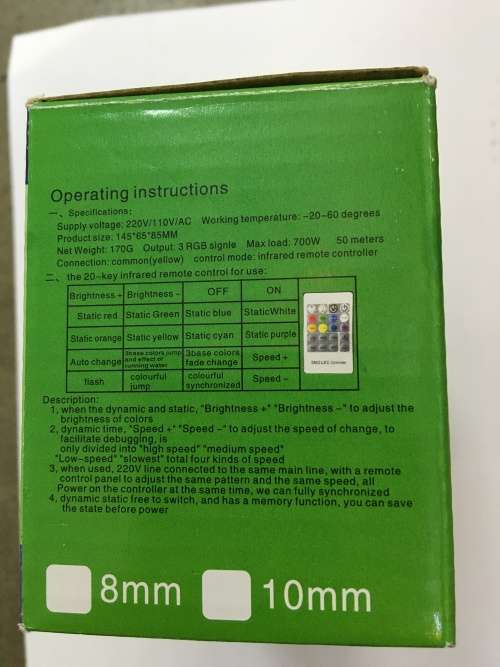 Operating instructions
一、Specifications:
Supply voltage: 220V/110V/AC Working temperature: -20~60 degrees
Product size: 145*65*85MM
Net Weight: 170G Output: 3 RGB signle Max load: 700W 50 meters
Connection: common(yellow) control mode: infrared remote controller
二、the 20-key infrared remote control for use:
Brightness + Brightness - OFF ON
Static red Static Green Static blue StaticWhite
Static orange Static yellow Static cyan Static purple
Auto change 3base colors jump and effect of running water 3base colors fade change Speed +
flash colourful jump colourful synchronized Speed -
Description:
1, when the dynamic and static, "Brightness +" "Brightness -" to adjust the
brightness of colors
2, dynamic time, "Speed +" "Speed -" to adjust the speed of change, to
facilitate debugging, is
only divided into "high speed" "medium speed"
"Low-speed" "slowest" total four kinds of speed
3, when used, 220V line connected to the same main line, with a remote
control panel to adjust the same pattern and the same speed, all
Power on the controller at the same time, we can fully synchronized
4, dynamic static free to switch, and has a memory function, you can save
the state before power
8mm 10mm